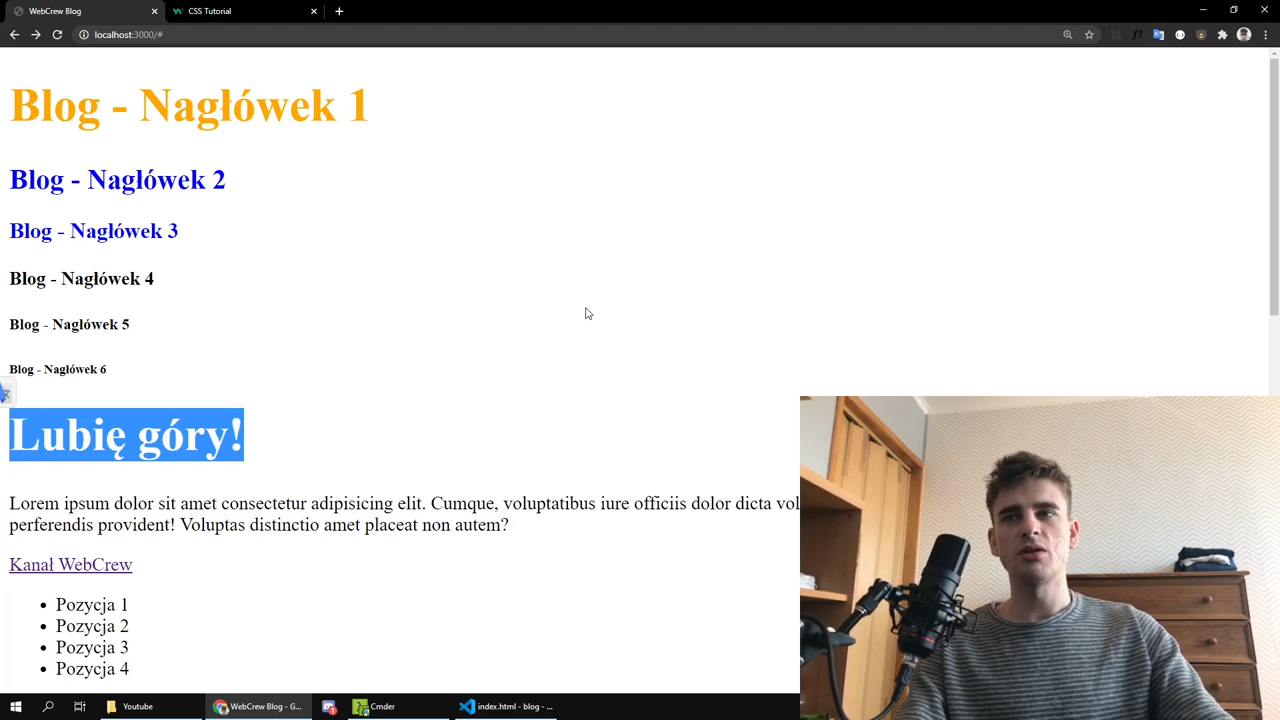 WebCrew Blog
CSS Tutorial
localhost:3000/#
Blog - Nagłówek 1
Blog - Nagłówek 2
Blog - Nagłówek 3
Blog - Nagłówek 4
Blog - Nagłówek 5
Blog - Nagłówek 6
Lubię góry!
Lorem ipsum dolor sit amet consectetur adipisicing elit. Cumque, voluptatibus iure officiis dolor dicta vol
perferendis provident! Voluptas distinctio amet placeat non autem?
Kanał WebCrew
Pozycja 1
Pozycja 2
Pozycja 3
Pozycja 4
Youtube
WebCrew Blog - G...
Cmder
index.html - blog - ...